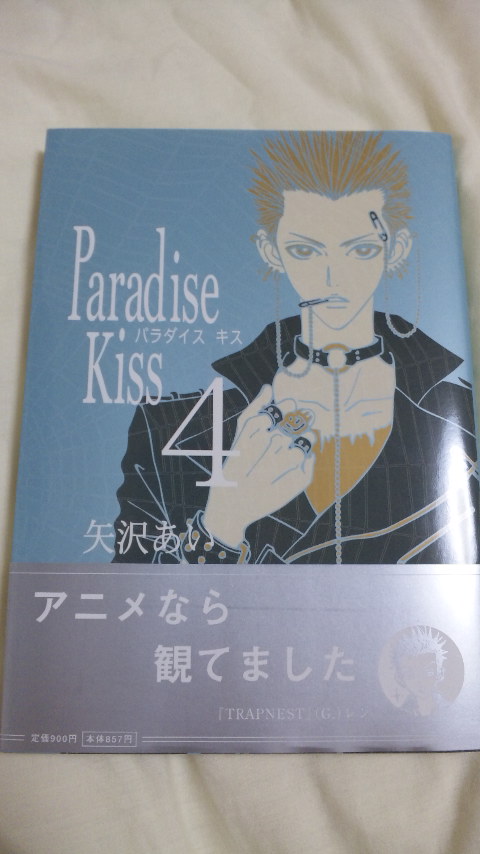 Paradise
Kiss
パラダイス キス
4
矢沢あい
アニメなら
観てました
『TRAPNEST』(G.)レン
定価900円 本体857円